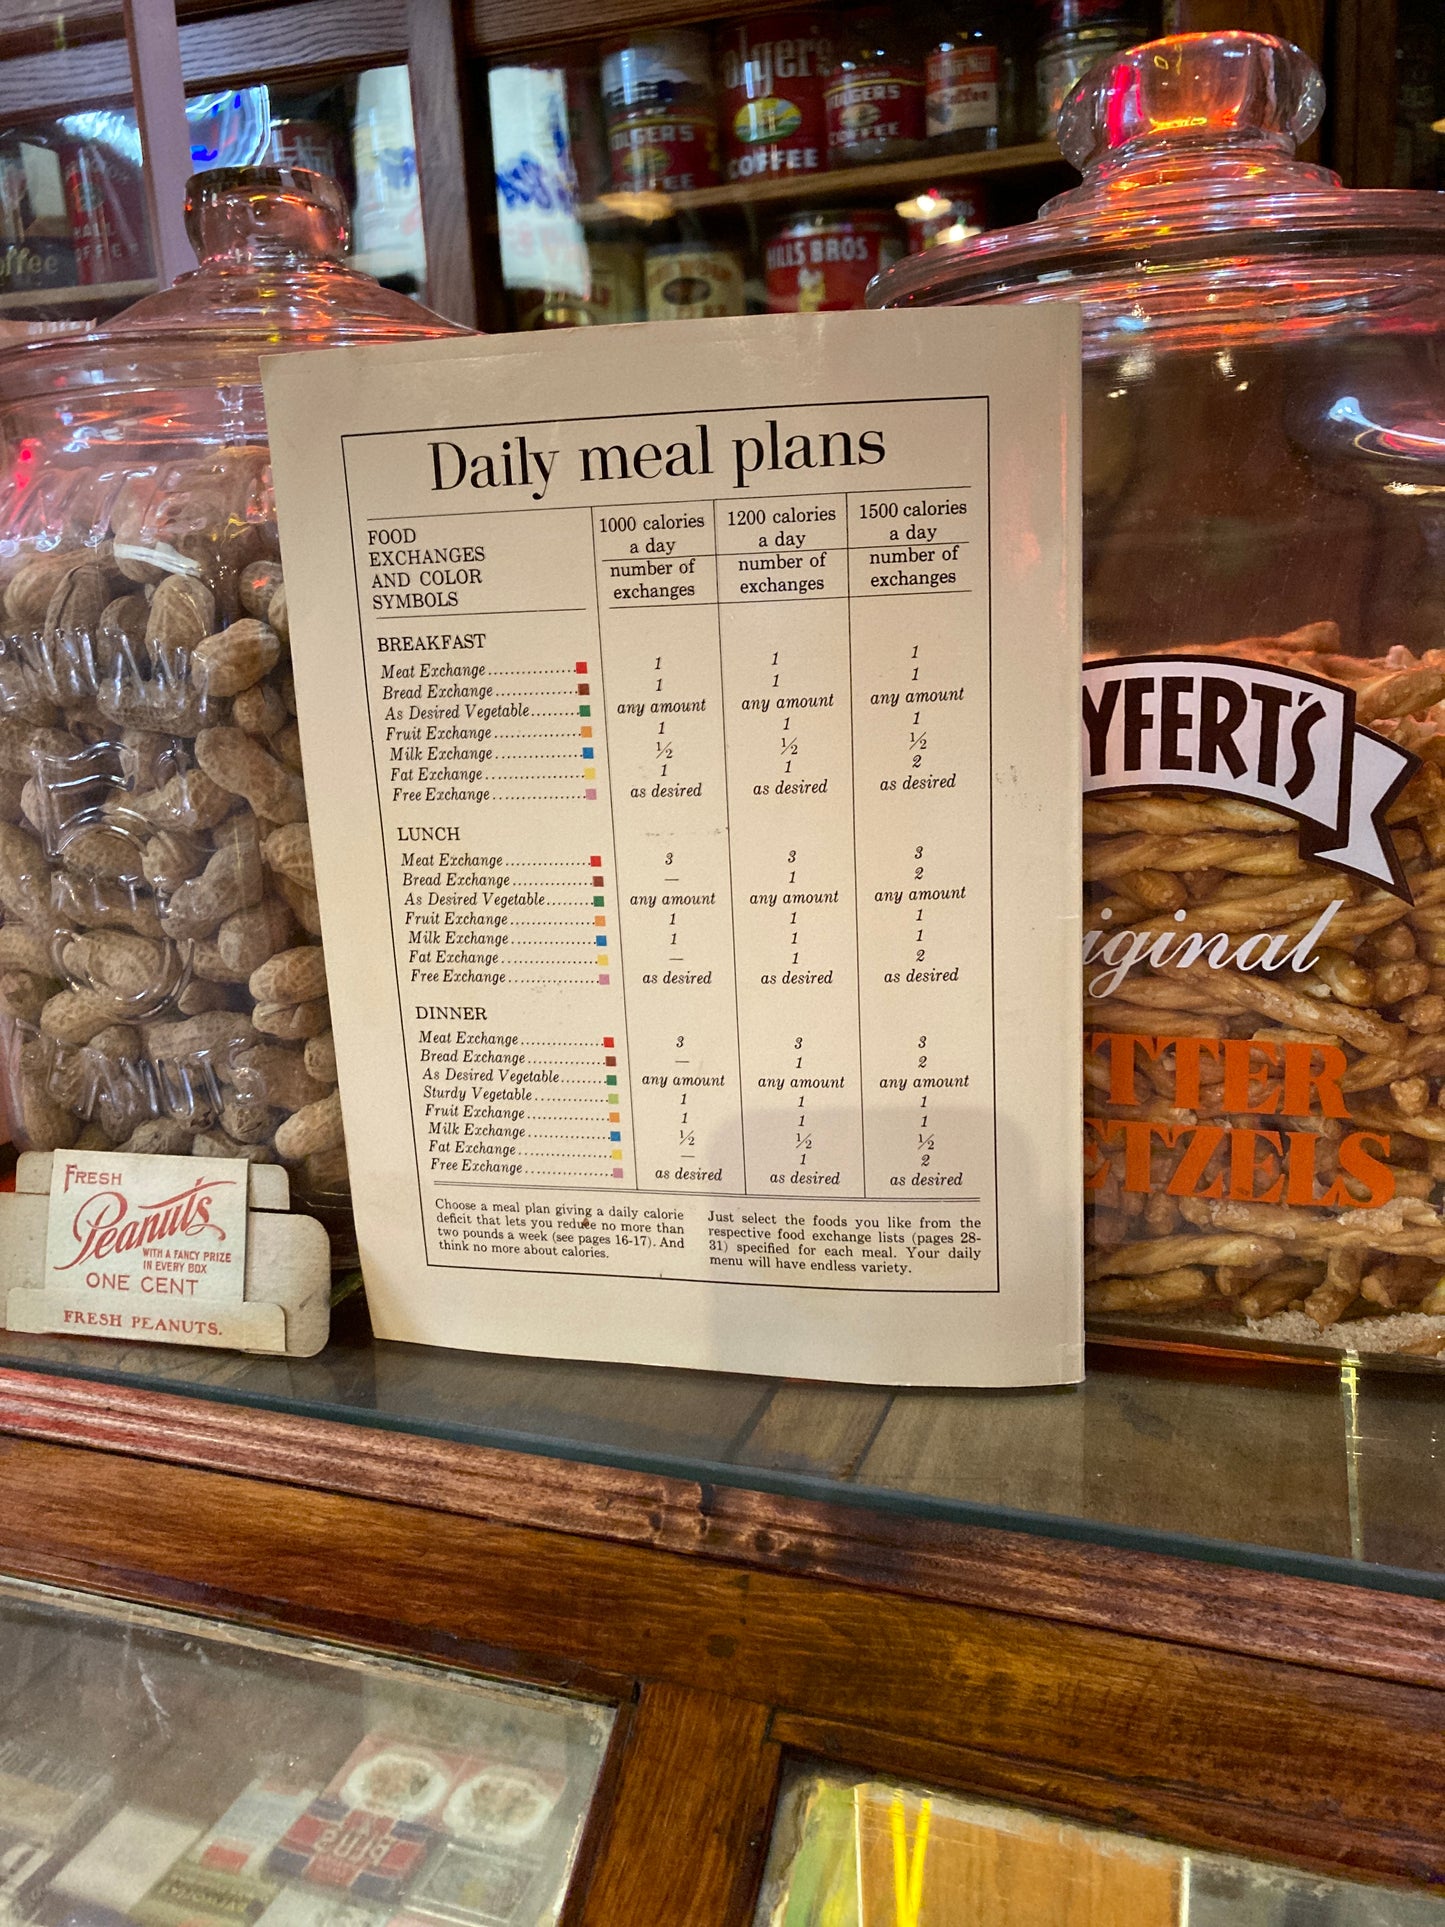 FOLGER'S
COFFEE
COFFEE
FOLGER'S
COFFEE
Coffee
HILLS BROS
Daily meal plans
FOOD
EXCHANGES
AND COLOR
SYMBOLS
1000 calories
a day
number of
exchanges
1200 calories
a day
number of
exchanges
1500 calories
a day
number of
exchanges
BREAKFAST
Meat Exchange 1 1 1
Bread Exchange 1 1 1
As Desired Vegetable any amount any amount any amount
Fruit Exchange 1 1 1
Milk Exchange ½ ½ ½
Fat Exchange 1 1 2
Free Exchange as desired as desired as desired
LUNCH
Meat Exchange 3 3 3
Bread Exchange — 1 2
As Desired Vegetable any amount any amount any amount
Fruit Exchange 1 1 1
Milk Exchange 1 1 1
Fat Exchange — 1 2
Free Exchange as desired as desired as desired
DINNER
Meat Exchange 3 3 3
Bread Exchange — 1 2
As Desired Vegetable any amount any amount any amount
Sturdy Vegetable 1 1 1
Fruit Exchange 1 1 1
Milk Exchange ½ ½ ½
Fat Exchange — 1 2
Free Exchange as desired as desired as desired
Choose a meal plan giving a daily calorie
deficit that lets you reduce no more than
two pounds a week (see pages 16-17). And
think no more about calories.
Just select the foods you like from the
respective food exchange lists (pages 28-
31) specified for each meal. Your daily
menu will have endless variety.
YFERT'S
iginal
TTER
ETZELS
FRESH
Peanuts
WITH A FANCY PRIZE
IN EVERY BOX
ONE CENT
FRESH PEANUTS.
PLUS